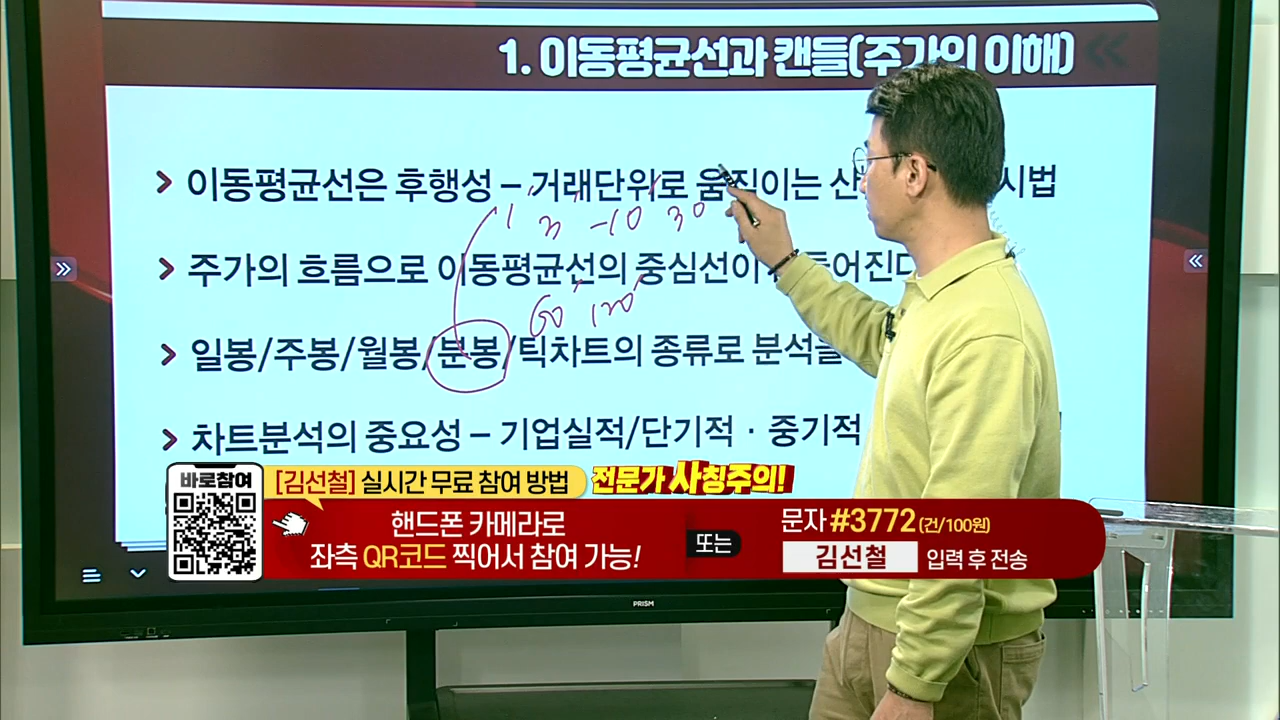 1. 이동평균선과 캔들(주가의 이해)
이동평균선은 후행성 – 거래단위로 움직이는 산 시법
1' 3' -10' 30'
주가의 흐름으로 이동평균선의 중심선이 들어진다
60' 120'
일봉/주봉/월봉/분봉/틱차트의 종류로 분석을
차트분석의 중요성 – 기업실적/단기적 · 중기적
바로참여
[김선철] 실시간 무료 참여 방법
전문가 사칭주의!
핸드폰 카메라로
좌측 QR코드 찍어서 참여 가능!
또는
문자 #3772 (건/100원)
김선철 입력 후 전송
PRISM